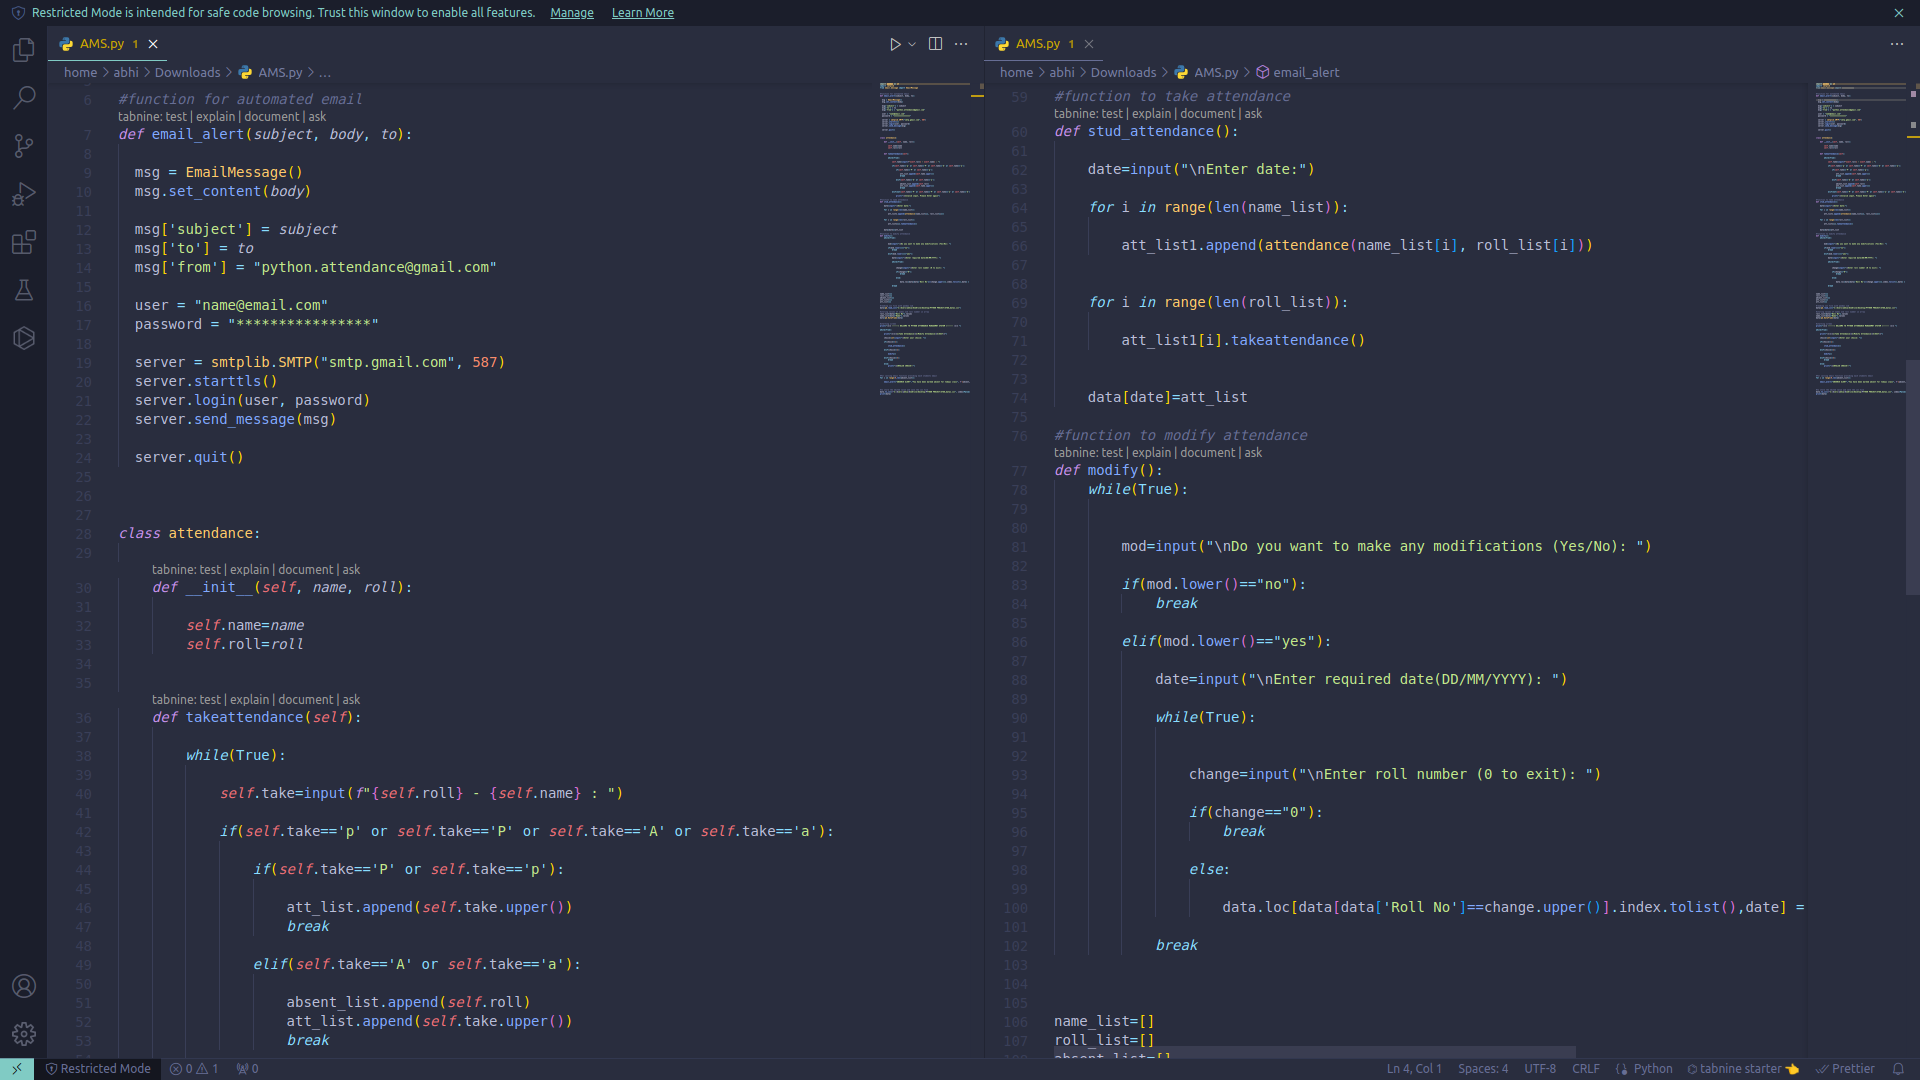 Restricted Mode is intended for safe code browsing. Trust this window to enable all features. Manage Learn More
AMS.py 1
home > abhi > Downloads > AMS.py > ...
6 #function for automated email
tabnine: test | explain | document | ask
7 def email_alert(subject, body, to):
8
9 msg = EmailMessage()
10 msg.set_content(body)
11
12 msg['subject'] = subject
13 msg['to'] = to
14 msg['from'] = "python.attendance@gmail.com"
15
16 user = "name@email.com"
17 password = "****************"
18
19 server = smtplib.SMTP("smtp.gmail.com", 587)
20 server.starttls()
21 server.login(user, password)
22 server.send_message(msg)
23
24 server.quit()
25
26
27
28 class attendance:
29
tabnine: test | explain | document | ask
30 def __init__(self, name, roll):
31
32 self.name=name
33 self.roll=roll
34
35
tabnine: test | explain | document | ask
36 def takeattendance(self):
37
38 while(True):
39
40 self.take=input(f"{self.roll} - {self.name} : ")
41
42 if(self.take=='p' or self.take=='P' or self.take=='A' or self.take=='a'):
43
44 if(self.take=='P' or self.take=='p'):
45
46 att_list.append(self.take.upper())
47 break
48
49 elif(self.take=='A' or self.take=='a'):
50
51 absent_list.append(self.roll)
52 att_list.append(self.take.upper())
53 break
AMS.py 1
home > abhi > Downloads > AMS.py > email_alert
59 #function to take attendance
tabnine: test | explain | document | ask
60 def stud_attendance():
61
62 date=input("\nEnter date:")
63
64 for i in range(len(name_list)):
65
66 att_list1.append(attendance(name_list[i], roll_list[i]))
67
68
69 for i in range(len(roll_list)):
70
71 att_list1[i].takeattendance()
72
73
74 data[date]=att_list
75
76 #function to modify attendance
tabnine: test | explain | document | ask
77 def modify():
78 while(True):
79
80
81 mod=input("\nDo you want to make any modifications (Yes/No): ")
82
83 if(mod.lower()=="no"):
84 break
85
86 elif(mod.lower()=="yes"):
87
88 date=input("\nEnter required date(DD/MM/YYYY): ")
89
90 while(True):
91
92
93 change=input("\nEnter roll number (0 to exit): ")
94
95 if(change=="0"):
96 break
97
98 else:
99
100 data.loc[data[data['Roll No']==change.upper()].index.tolist(),date] =
101
102 break
103
104
105
106 name_list=[]
107 roll_list=[]
108 absent_list=[]
Restricted Mode 0 1 0 Ln 4, Col 1 Spaces: 4 UTF-8 CRLF Python tabnine starter Prettier